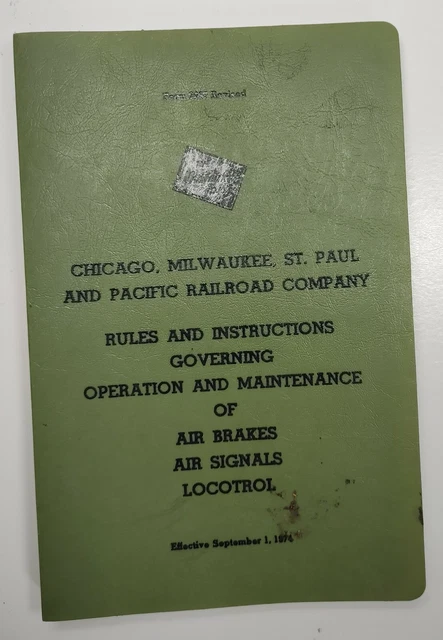 Revised
CHICAGO, MILWAUKEE, ST. PAUL
AND PACIFIC RAILROAD COMPANY
RULES AND INSTRUCTIONS
GOVERNING
OPERATION AND MAINTENANCE
OF
AIR BRAKES
AIR SIGNALS
LOCOTROL
Effective September 1,